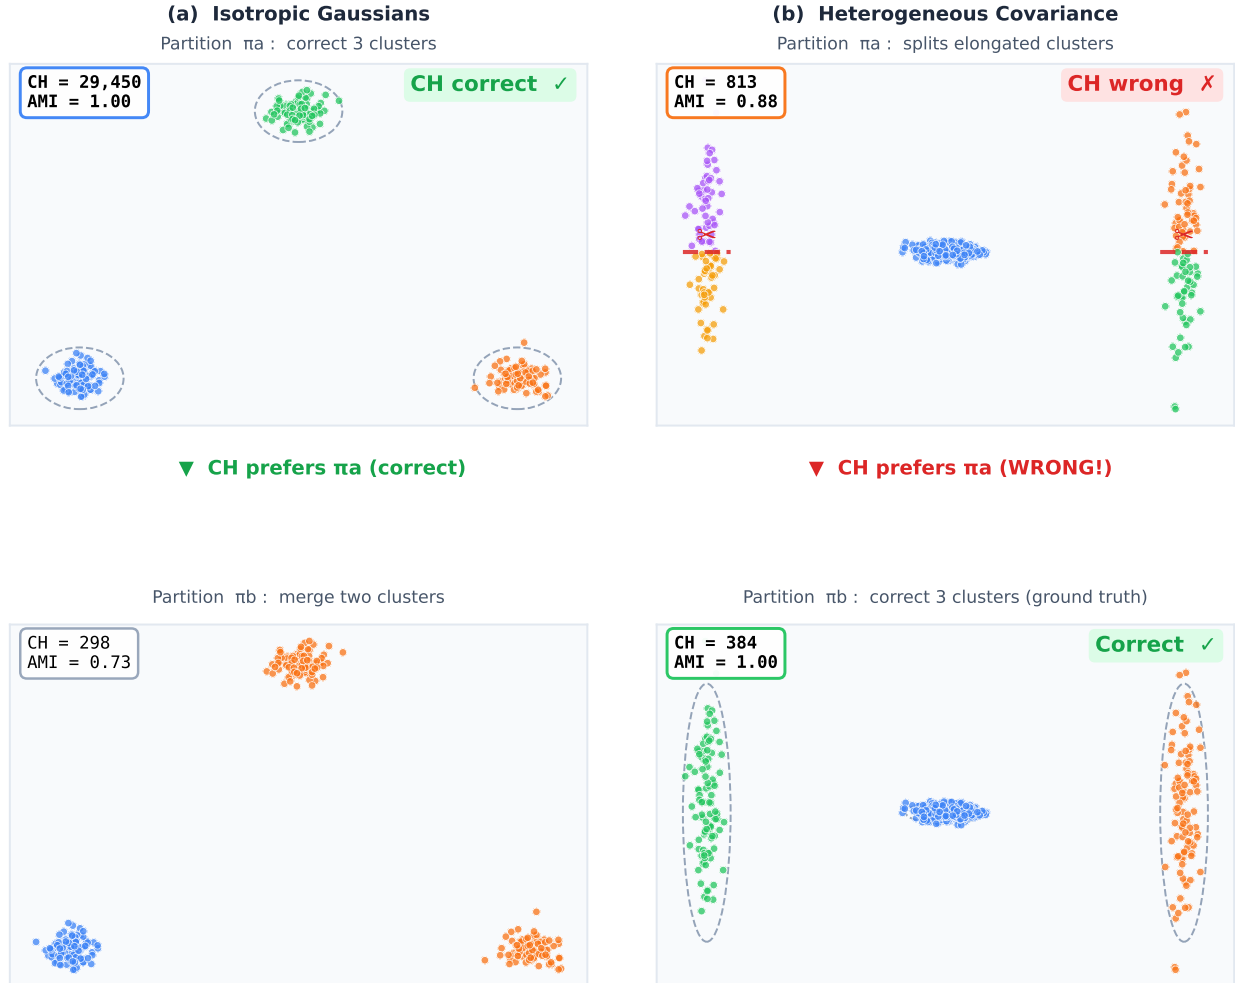 (a)  Isotropic Gaussians
Partition  πa :  correct 3 clusters
CH = 29,450
AMI = 1.00
CH correct ✓
▼ CH prefers πa (correct)
Partition  πb :  merge two clusters
CH = 298
AMI = 0.73
(b)  Heterogeneous Covariance
Partition  πa :  splits elongated clusters
CH = 813
AMI = 0.88
CH wrong ✗
▼ CH prefers πa (WRONG!)
Partition  πb :  correct 3 clusters (ground truth)
CH = 384
AMI = 1.00
Correct ✓